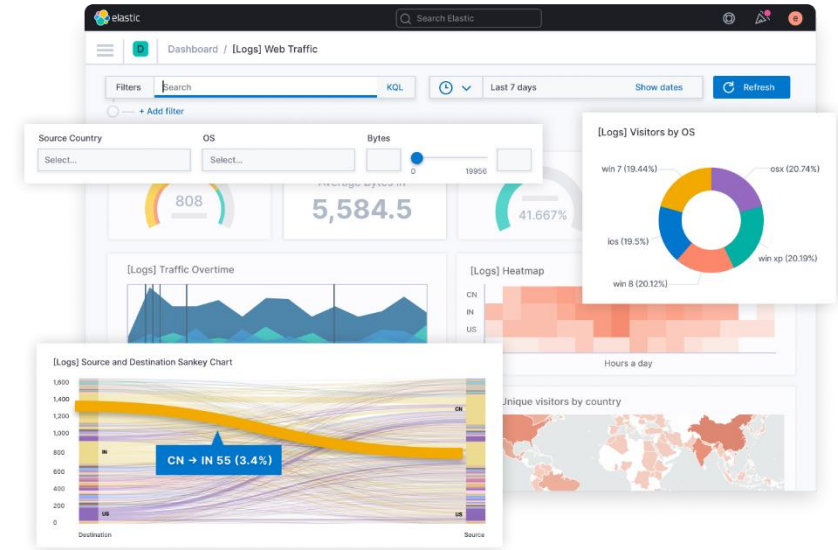 elastic
Search Elastic
e
D
Dashboard / [Logs] Web Traffic
Filters
Search
KQL
Last 7 days
Show dates
Refresh
+ Add filter
Source Country
OS
Bytes
Select...
Select...
0
19956
[Logs] Visitors by OS
win 7 (19.44%)
osx (20.74%)
ios (19.5%)
win xp (20.19%)
win 8 (20.12%)
808
Average Bytes in
5,584.5
41.667%
[Logs] Traffic Overtime
[Logs] Heatmap
CN
IN
US
Hours a day
[Logs] Source and Destination Sankey Chart
1,800
1,400
1,200
1,000
800
600
400
200
0
CN
IN
CN → IN 55 (3.4%)
US
US
Destination
Source
Unique visitors by country